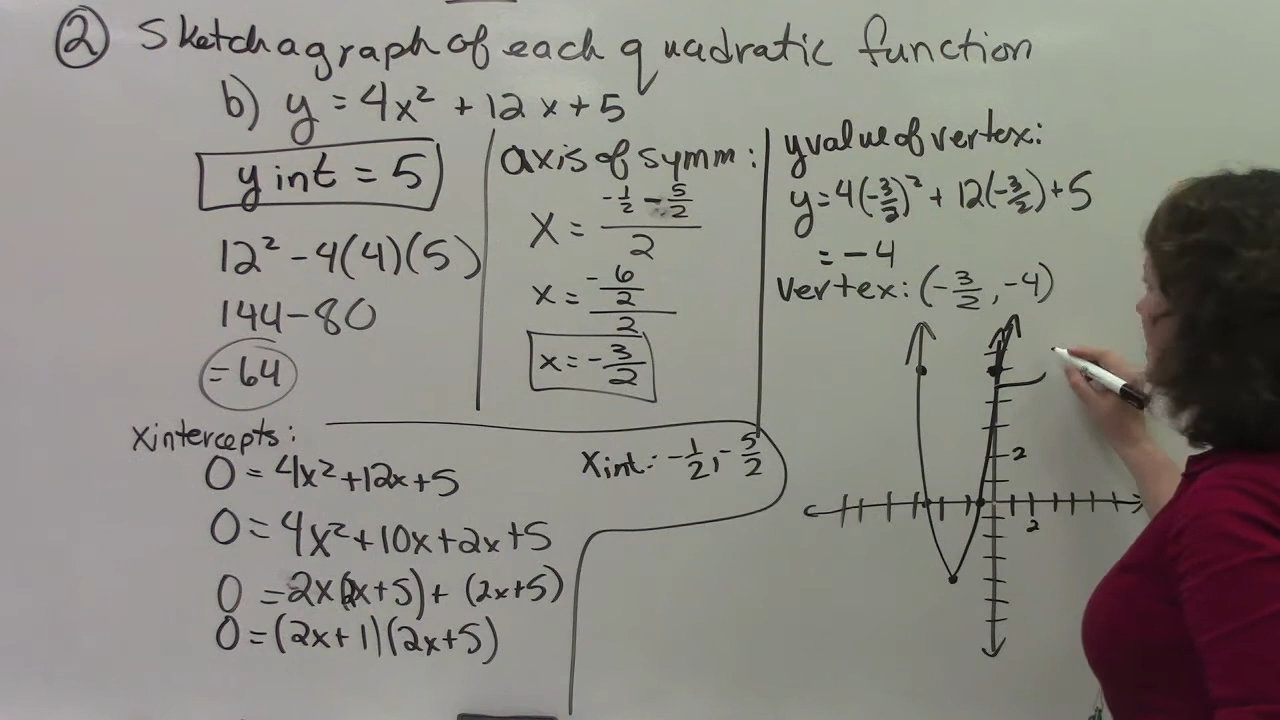 ② Sketch a graph of each quadratic function
b) y = 4x² + 12x + 5
y int = 5
12² - 4(4)(5)
144 - 80
= 64
axis of symm:
x = (-1/2 - 5/2)/2
x = (-6/2)/2
x = -3/2
y value of vertex:
y = 4(-3/2)² + 12(-3/2) + 5
= -4
vertex: (-3/2, -4)
x intercepts:
0 = 4x² + 12x + 5
0 = 4x² + 10x + 2x + 5
0 = 2x(2x+5) + (2x+5)
0 = (2x+1)(2x+5)
x int: -1/2, -5/2
2
2